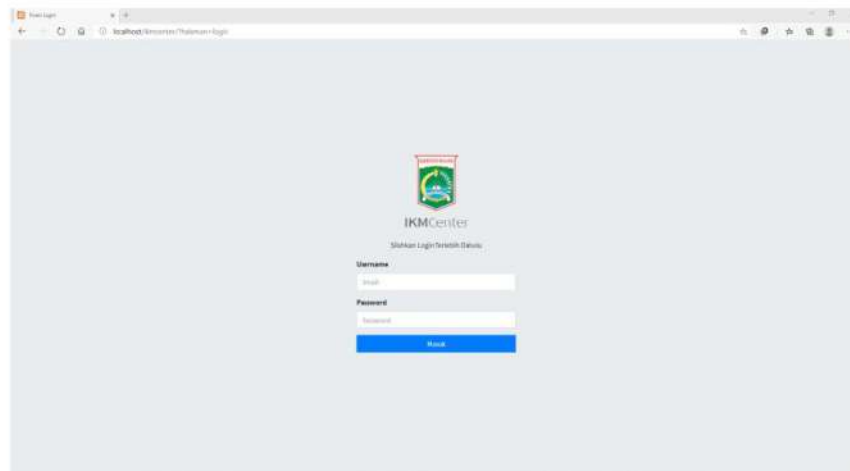 localhost/ikmcenter/?halaman=login
IKMCenter
Silahkan Login Terlebih Dahulu
Username
Email
Password
Password
Masuk